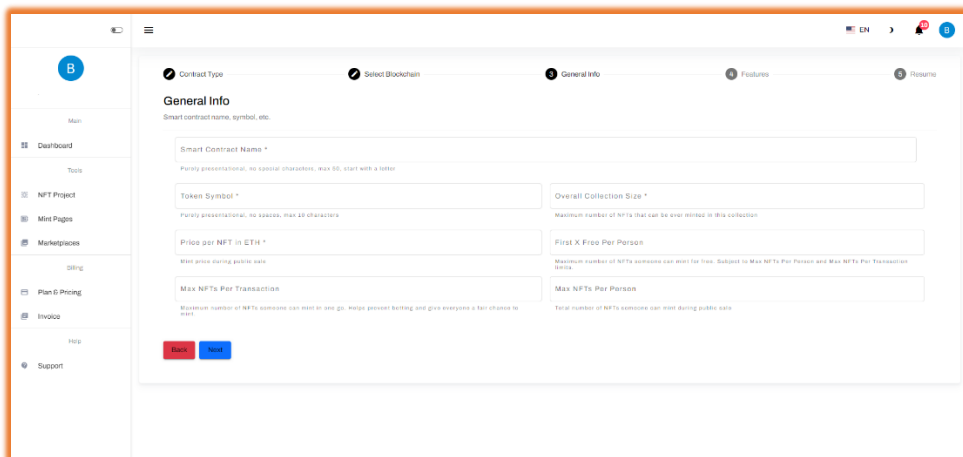 EN
10
B
B
Main
Dashboard
Tools
NFT Project
Mint Pages
Marketplaces
Billing
Plan & Pricing
Invoice
Help
Support
Contract Type
Select Blockchain
3 General Info
4 Features
5 Resume
General Info
Smart contract name, symbol, etc.
Smart Contract Name *
Purely presentational, no special characters, max 50, start with a letter
Token Symbol *
Purely presentational, no spaces, max 10 characters
Overall Collection Size *
Maximum number of NFTs that can be ever minted in this collection
Price per NFT in ETH *
Mint price during public sale
First X Free Per Person
Maximum number of NFTs someone can mint for free. Subject to Max NFTs Per Person and Max NFTs Per Transaction
limits.
Max NFTs Per Transaction
Maximum number of NFTs someone can mint in one go. Helps prevent botting and give everyone a fair chance to
mint.
Max NFTs Per Person
Total number of NFTs someone can mint during public sale
Back
Next